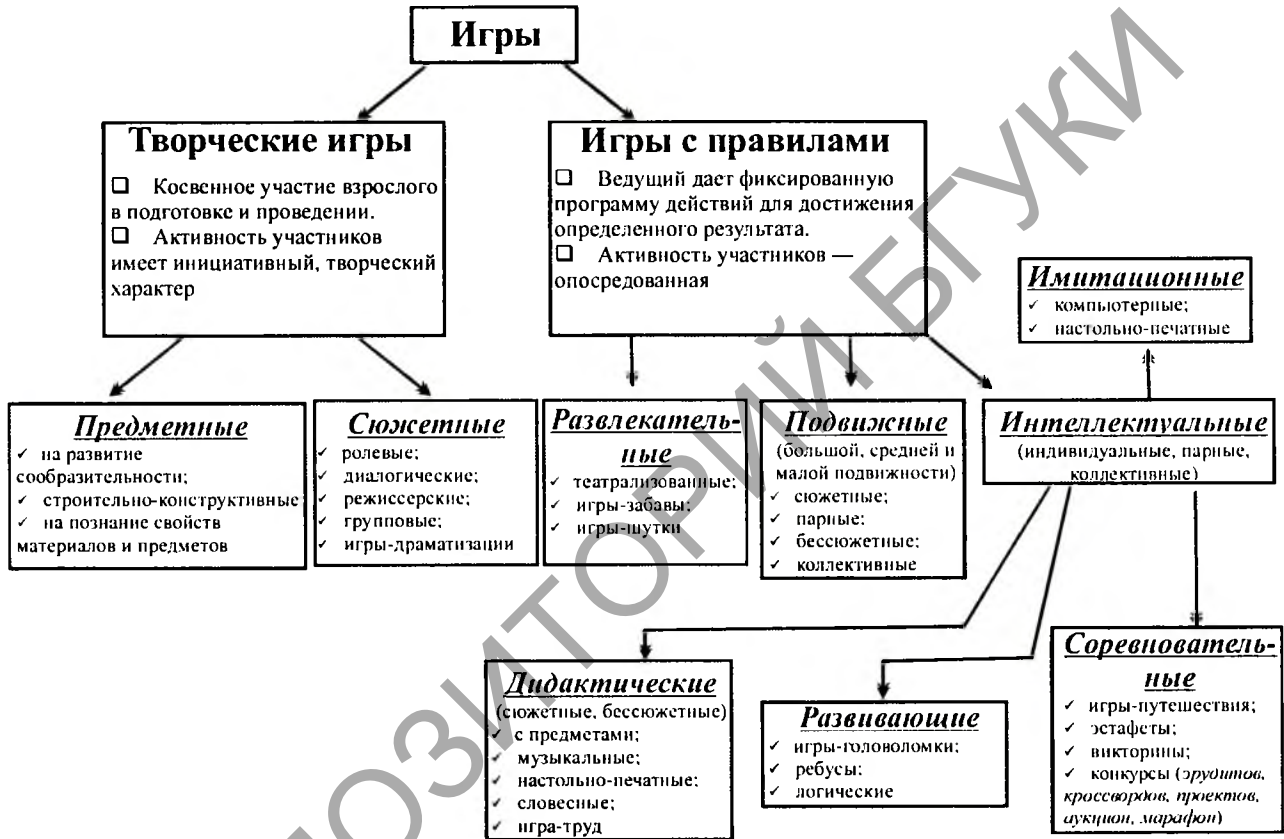 Игры
Творческие игры
❑ Косвенное участие взрослого
в подготовке и проведении.
❑ Активность участников
имеет инициативный, творческий
характер
Игры с правилами
❑ Ведущий дает фиксированную
программу действий для достижения
определенного результата.
❑ Активность участников —
опосредованная
Имитационные
✓ компьютерные;
✓ настольно-печатные
Предметные
✓ на развитие
сообразительности;
✓ строительно-конструктивные
✓ на познание свойств
материалов и предметов
Сюжетные
✓ ролевые;
✓ диалогические;
✓ режиссерские;
✓ групповые;
✓ игры-драматизации
Развлекатель-
ные
✓ театрализованные;
✓ игры-забавы;
✓ игры-шутки
Подвижные
(большой, средней и
малой подвижности)
✓ сюжетные;
✓ парные;
✓ бессюжетные;
✓ коллективные
Интеллектуальные
(индивидуальные, парные,
коллективные)
Дидактические
(сюжетные, бессюжетные)
✓ с предметами;
✓ музыкальные;
✓ настольно-печатные;
✓ словесные;
✓ игра-труд
Развивающие
✓ игры-головоломки;
✓ ребусы;
✓ логические
Соревнователь-
ные
✓ игры-путешествия;
✓ эстафеты;
✓ викторины;
✓ конкурсы (эрудитов,
кроссвордов, проектов,
аукцион, марафон)
ПОЗИТОРИЙ БГУКИ